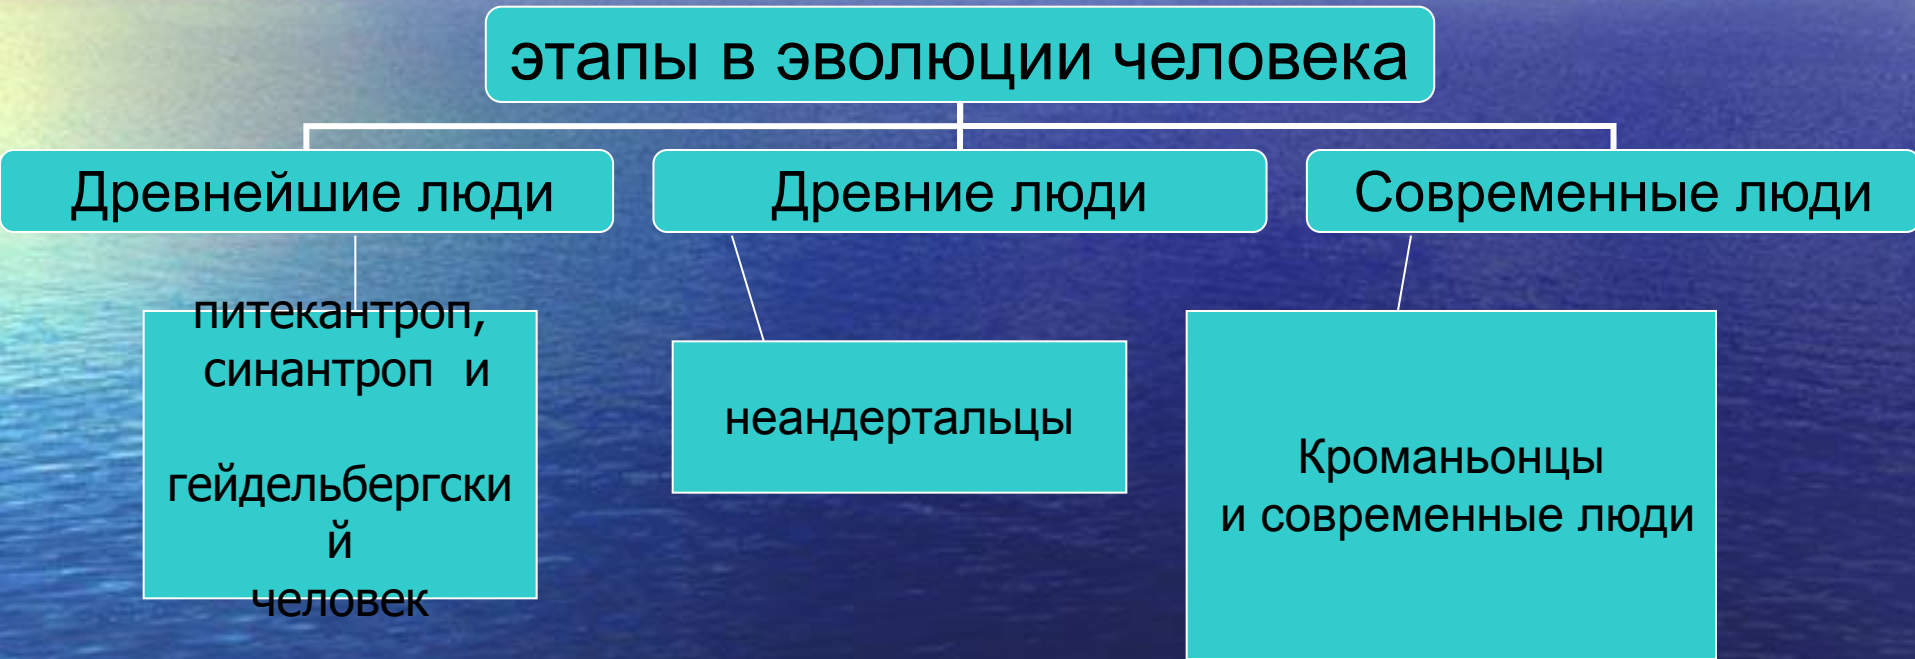 этапы в эволюции человека
Древнейшие люди
Древние люди
Современные люди
питекантроп,
синантроп и
гейдельбергски
й
человек
неандертальцы
Кроманьонцы
и современные люди